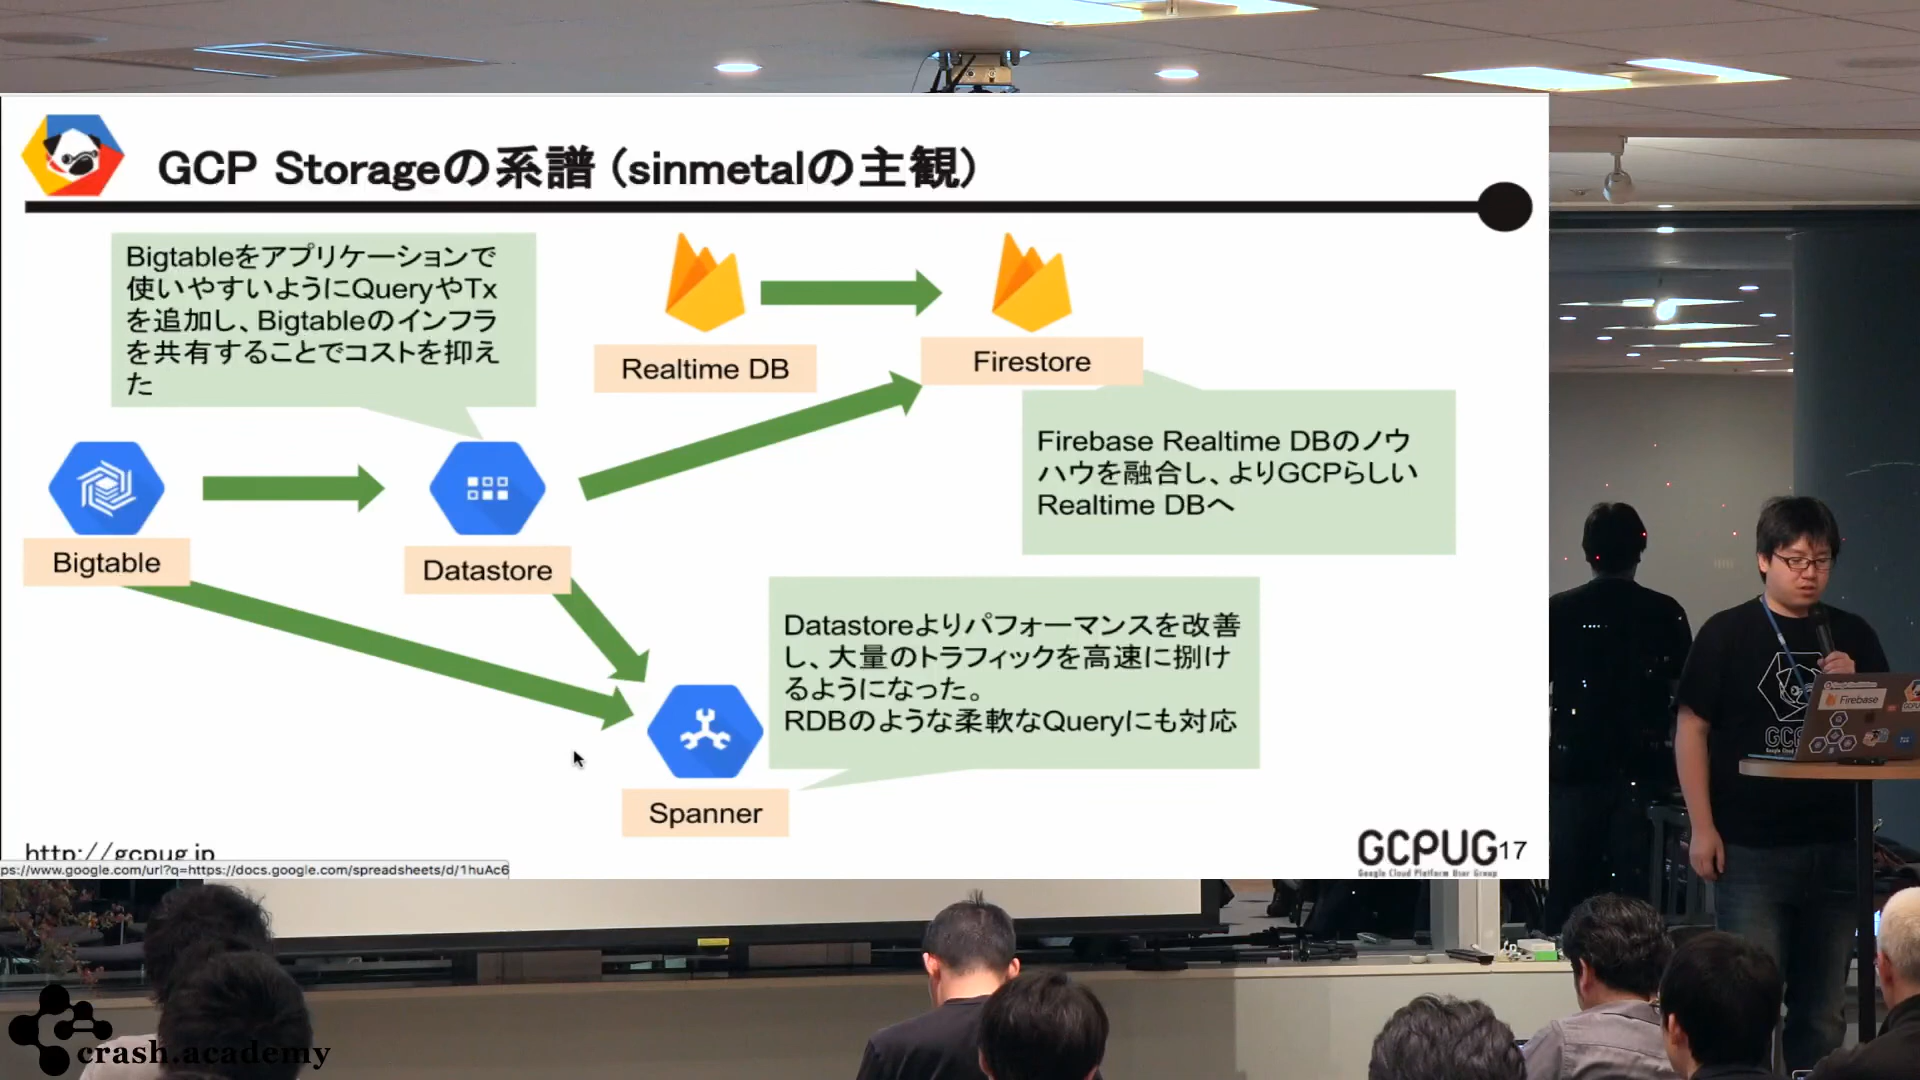 GCP Storageの系譜 (sinmetalの主観)
Bigtableをアプリケーションで
使いやすいようにQueryやTx
を追加し、Bigtableのインフラ
を共有することでコストを抑え
た
Realtime DB
Firestore
Firebase Realtime DBのノウ
ハウを融合し、よりGCPらしい
Realtime DBへ
Bigtable
Datastore
Datastoreよりパフォーマンスを改善
し、大量のトラフィックを高速に捌け
るようになった。
RDBのような柔軟なQueryにも対応
Spanner
http://gcpug.jp
ps://www.google.com/url?q=https://docs.google.com/spreadsheets/d/1huAc6
GCPUG
Google Cloud Platform User Group
17
Firebase
crash.academy